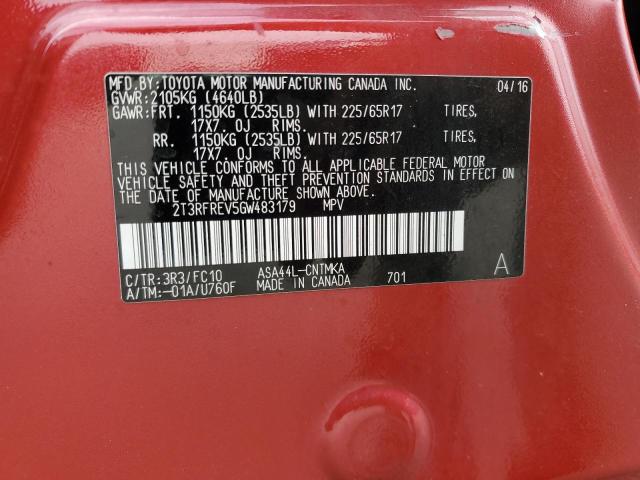 MFD.BY:TOYOTA MOTOR MANUFACTURING CANADA INC. 04/16
GVWR:2105KG (4640LB)
GAWR:FRT. 1150KG (2535LB) WITH 225/65R17 TIRES,
17X7. 0J RIMS.
RR. 1150KG (2535LB) WITH 225/65R17 TIRES,
17X7. 0J RIMS.
THIS VEHICLE CONFORMS TO ALL APPLICABLE FEDERAL MOTOR
VEHICLE SAFETY AND THEFT PREVENTION STANDARDS IN EFFECT ON
THE DATE OF MANUFACTURE SHOWN ABOVE.
2T3RFREV5GW483179 MPV
C/TR:3R3/FC10 ASA44L-CNTMKA A
A/TM:-01A/U760F MADE IN CANADA 701